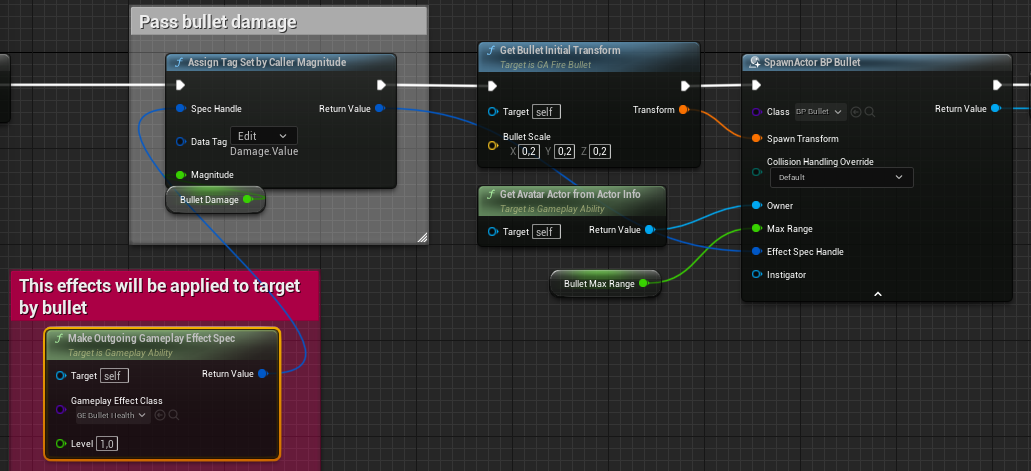 Pass bullet damage
Assign Tag Set by Caller Magnitude
Spec Handle
Return Value
Data Tag
Edit
Damage.Value
Magnitude
Bullet Damage
Get Bullet Initial Transform
Target is GA Fire Bullet
Target
self
Transform
Bullet Scale
X 0,2 Y 0,2 Z 0,2
Get Avatar Actor from Actor Info
Target is Gameplay Ability
Target
self
Return Value
Bullet Max Range
SpawnActor BP Bullet
Class
BP Bullet
Return Value
Spawn Transform
Collision Handling Override
Default
Owner
Max Range
Effect Spec Handle
Instigator
This effects will be applied to target
by bullet
Make Outgoing Gameplay Effect Spec
Target is Gameplay Ability
Target
self
Return Value
Gameplay Effect Class
GE Bullet Health
Level
1,0